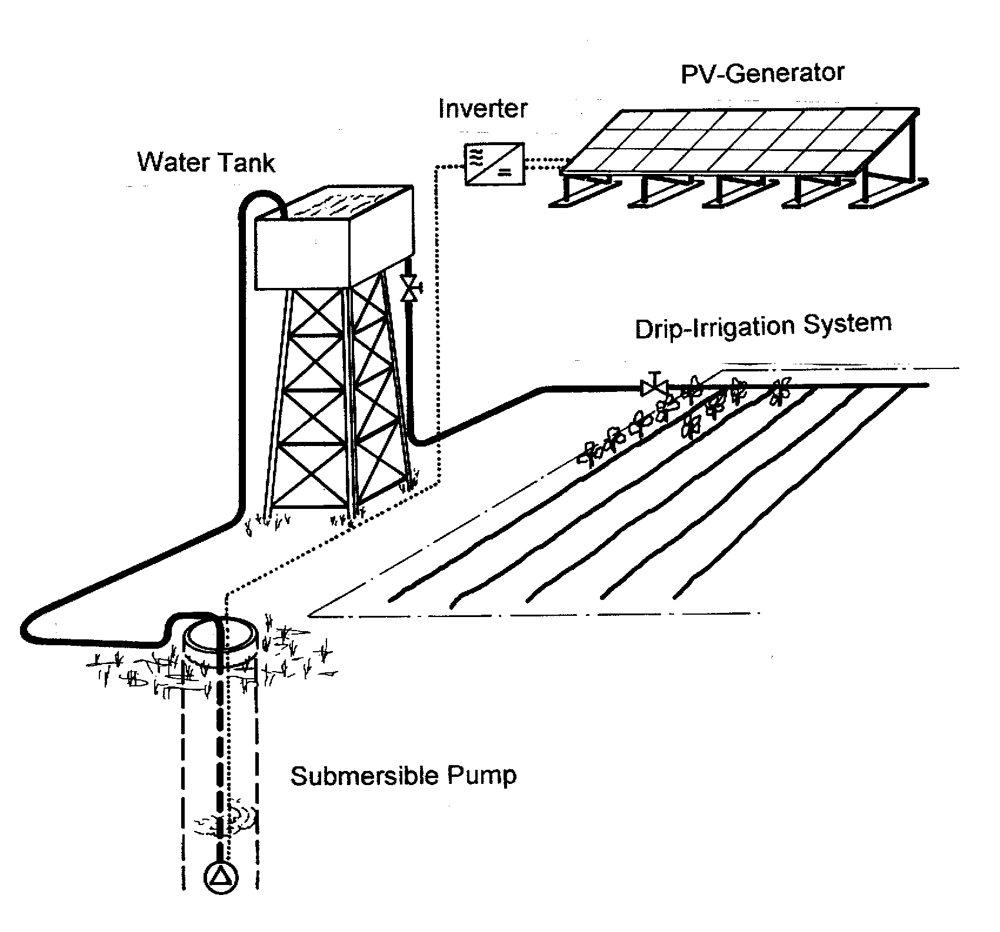 PV-Generator
Inverter
Water Tank
Drip-Irrigation System
Submersible Pump